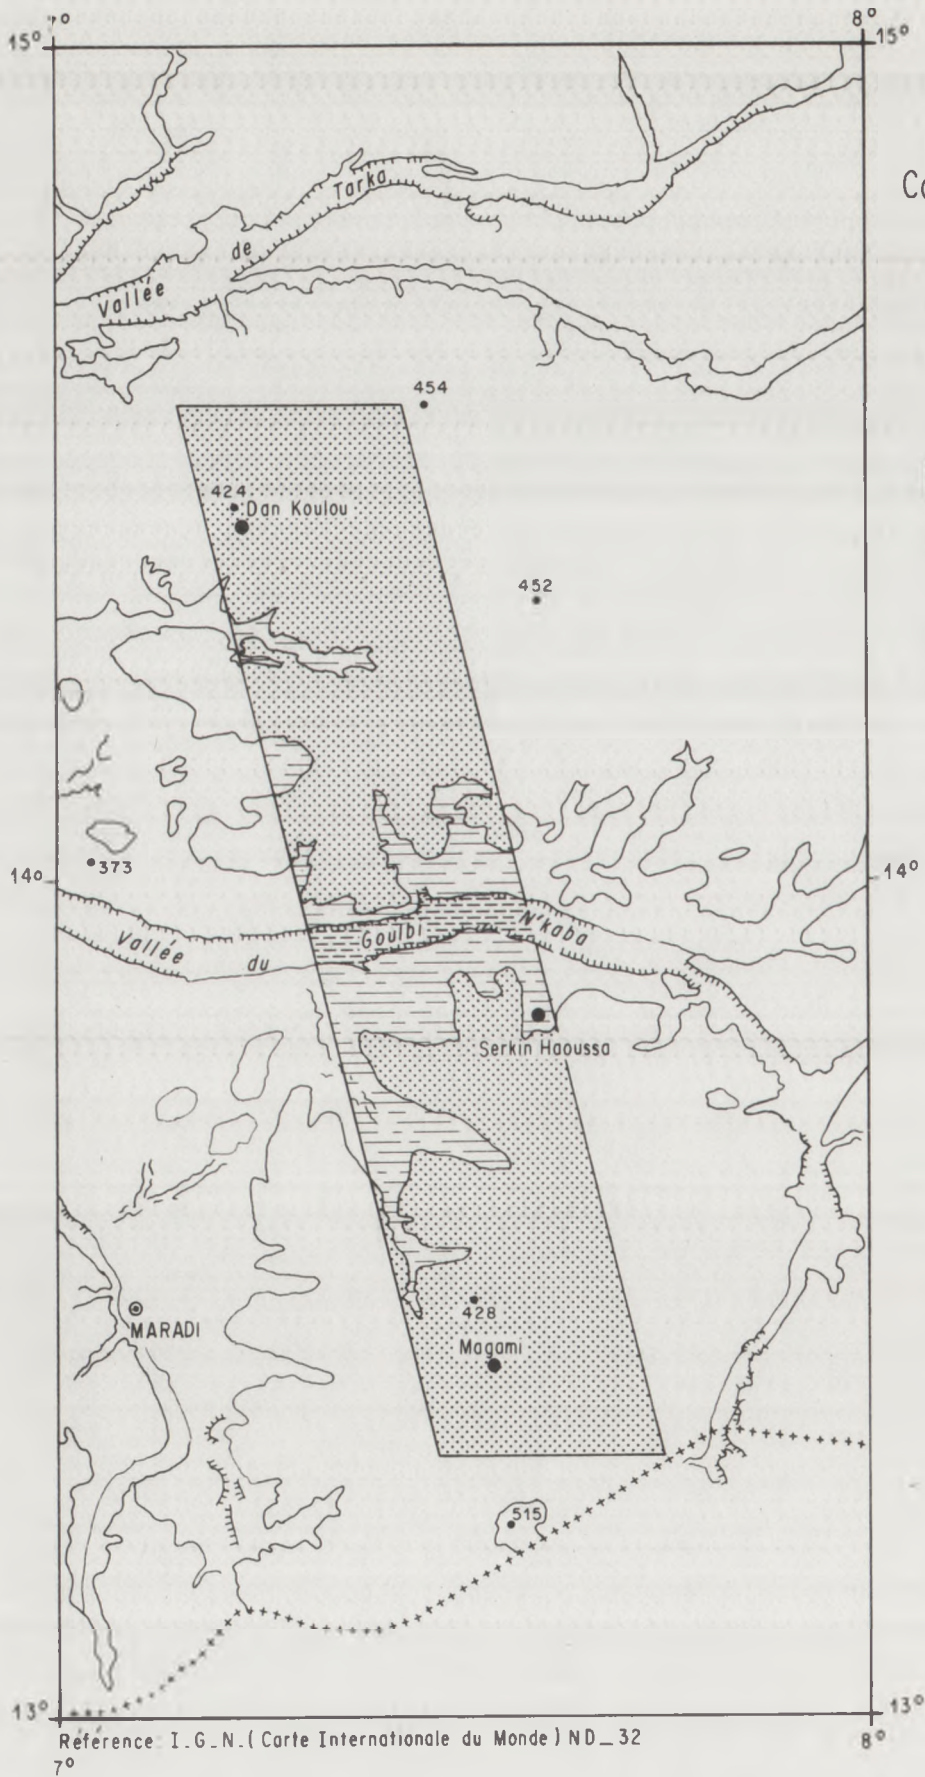 7° 8°
15° 15°
Co
Vallée de Tarka
454
424
Dan Koulou
452
373
14° 14°
Vallée du Goulbi N'kaba
Serkin Haoussa
MARADI
428
Magami
515
13° 13°
Référence I.G.N. (Carte Internationale du Monde) ND_32
7° 8°